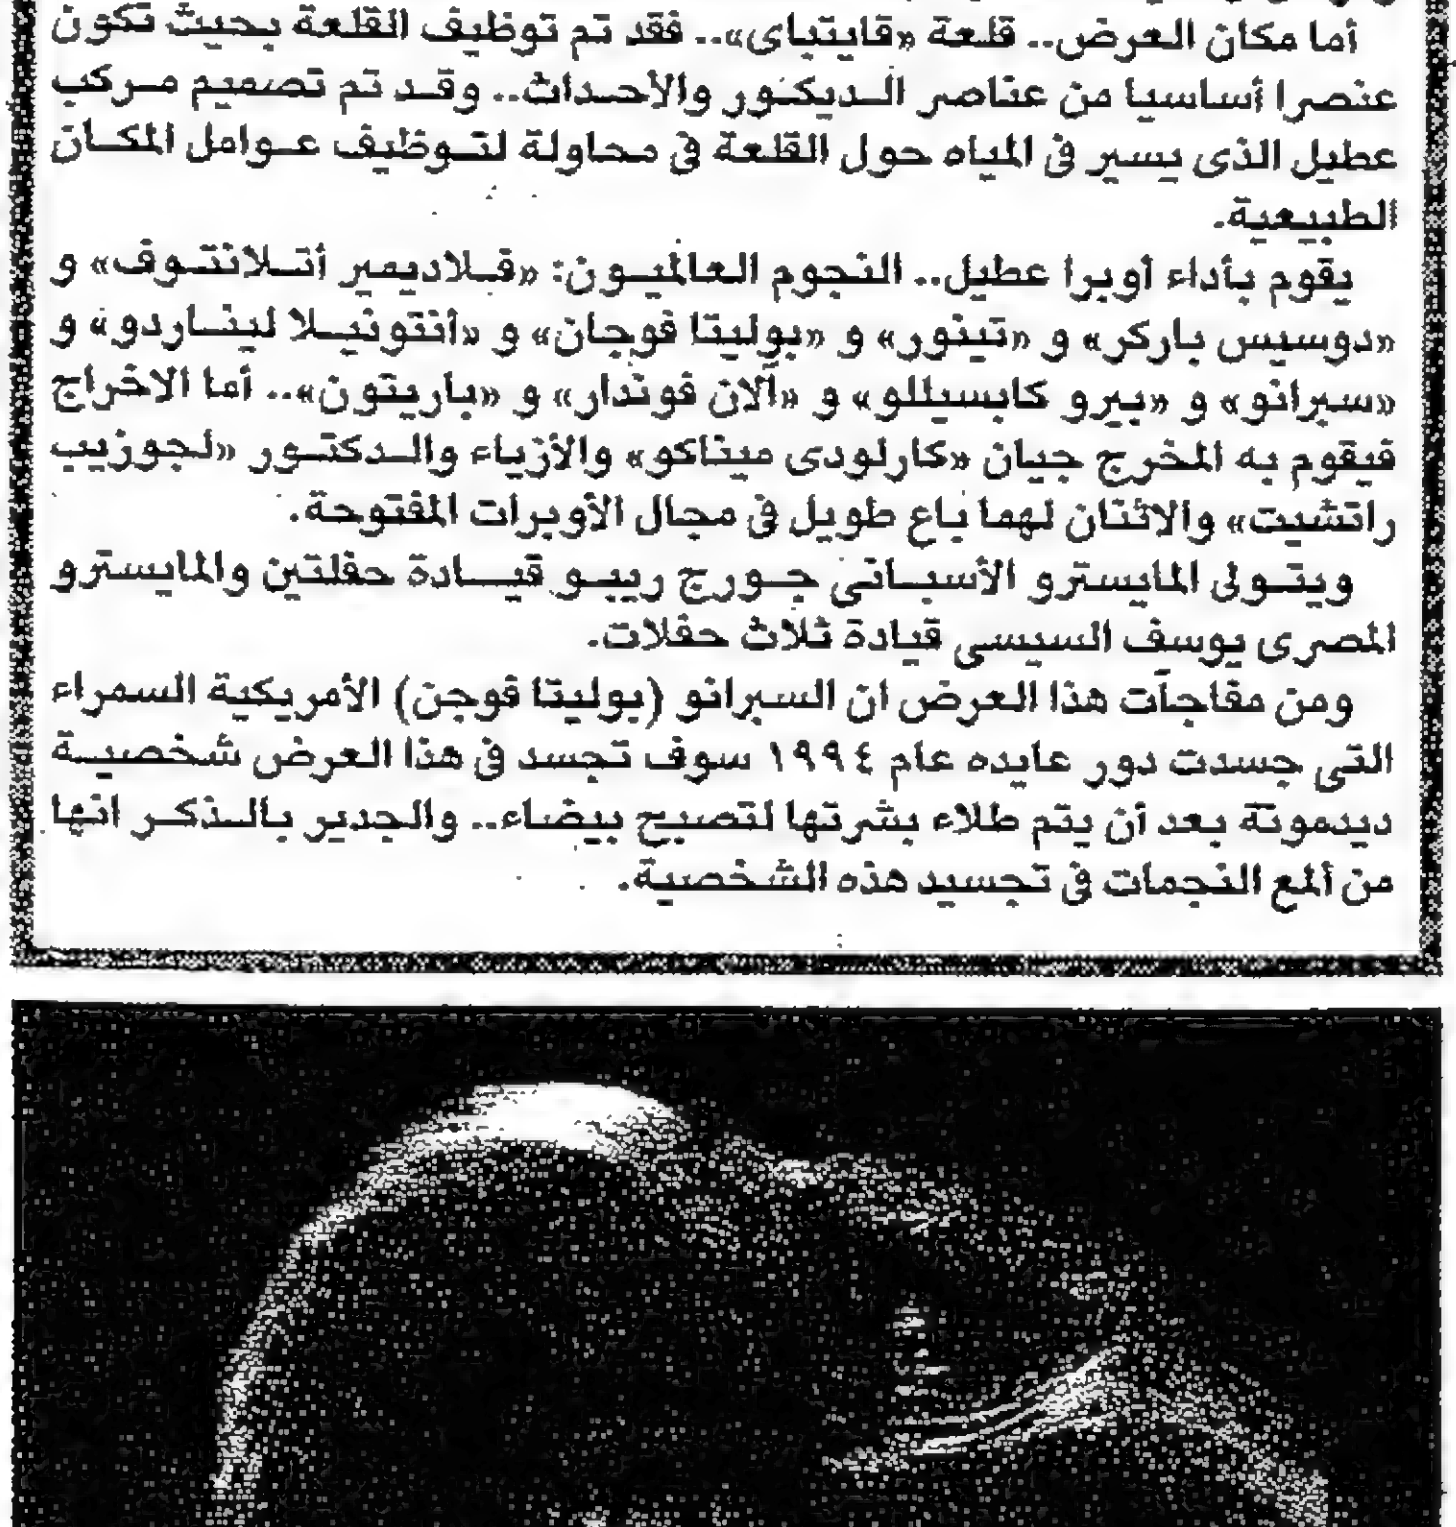 أما مكان العرض.. قلعة «قايتباى».. فقد تم توظيف القلعة بحيث تكون
عنصرا أساسيا من عناصر الديكور والأحداث.. وقد تم تصميم مركب
عطيل الذى يسير فى المياه حول القلعة فى محاولة لتوظيف عوامل المكان
الطبيعية.
يقوم بأداء أوبرا عطيل.. النجوم العالميون: «فلاديمير أتلانتوف» و
«دوسيس باركر» و «تينور» و «بوليتا فوجان» و «أنتونيلا ليناردو» و
«سبرانو» و «بيرو كابسيللو» و «آلان فوندار» و «باريتون».. أما الاخراج
فيقوم به المخرج جيان «كارلودى ميناكو» والأزياء والدكتور «لجوزيب
راتشيت» والاثنان لهما باع طويل فى مجال الأوبرات المفتوحة.
ويتولى المايسترو الأسبانى جورج ريبو قيادة حفلتين والمايسترو
المصرى يوسف السيسى قيادة ثلاث حفلات.
ومن مفاجآت هذا العرض ان السبرانو (بوليتا فوجن) الأمريكية السمراء
التى جسدت دور عايده عام ١٩٩٤ سوف تجسد فى هذا العرض شخصية
ديدمونة بعد أن يتم طلاء بشرتها لتصبح بيضاء.. والجدير بالذكر انها
من ألمع النجمات فى تجسيد هذه الشخصية.